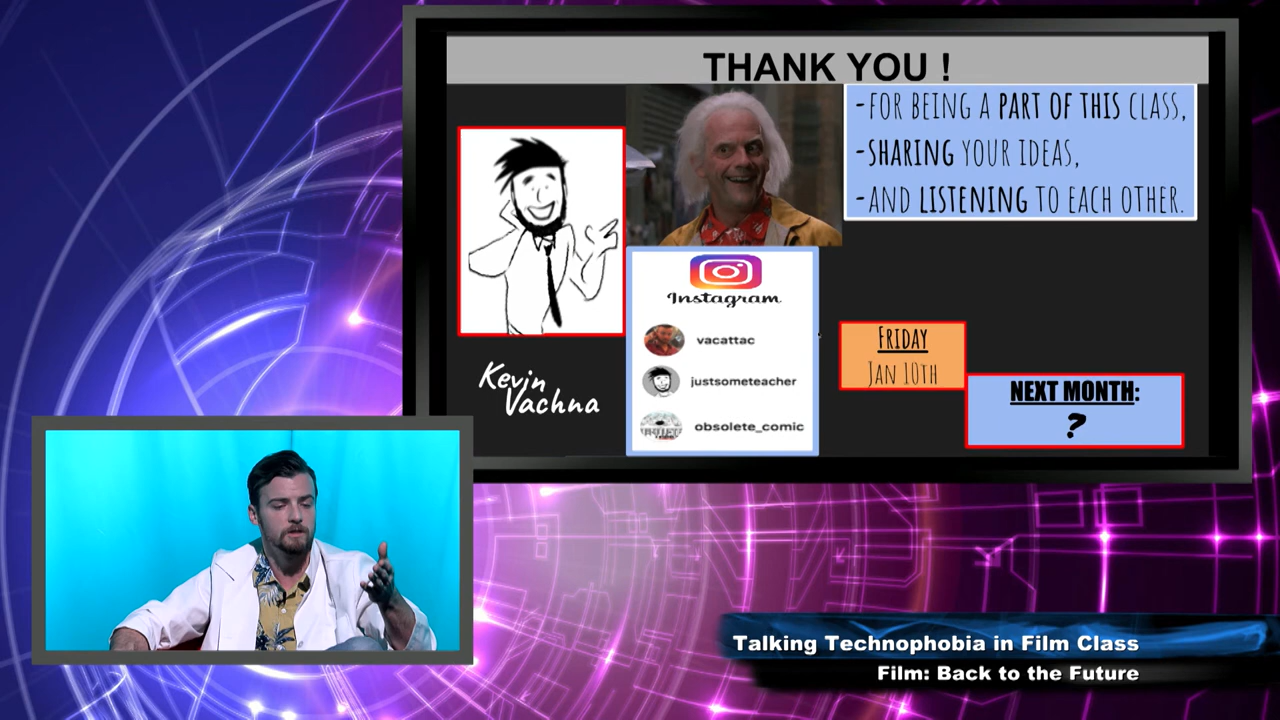 THANK YOU !
-FOR BEING A PART OF THIS CLASS,
-SHARING YOUR IDEAS,
-AND LISTENING TO EACH OTHER.
Instagram
vacattac
justsometeacher
obsolete_comic
Kevin
Vachna
FRIDAY
JAN 10TH
NEXT MONTH:
?
Talking Technophobia in Film Class
Film: Back to the Future